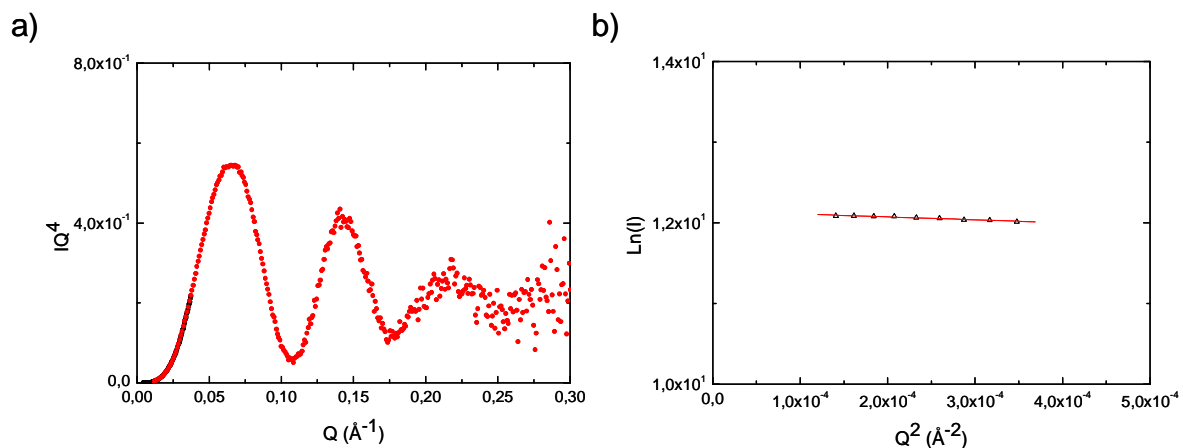 a)
8,0x10⁻¹
4,0x10⁻¹
0,0
IQ⁴
0,00 0,05 0,10 0,15 0,20 0,25 0,30
Q (Å⁻¹)
b)
1,4x10¹
1,2x10¹
1,0x10¹
Ln(I)
0,0 1,0x10⁻⁴ 2,0x10⁻⁴ 3,0x10⁻⁴ 4,0x10⁻⁴ 5,0x10⁻⁴
Q² (Å⁻²)